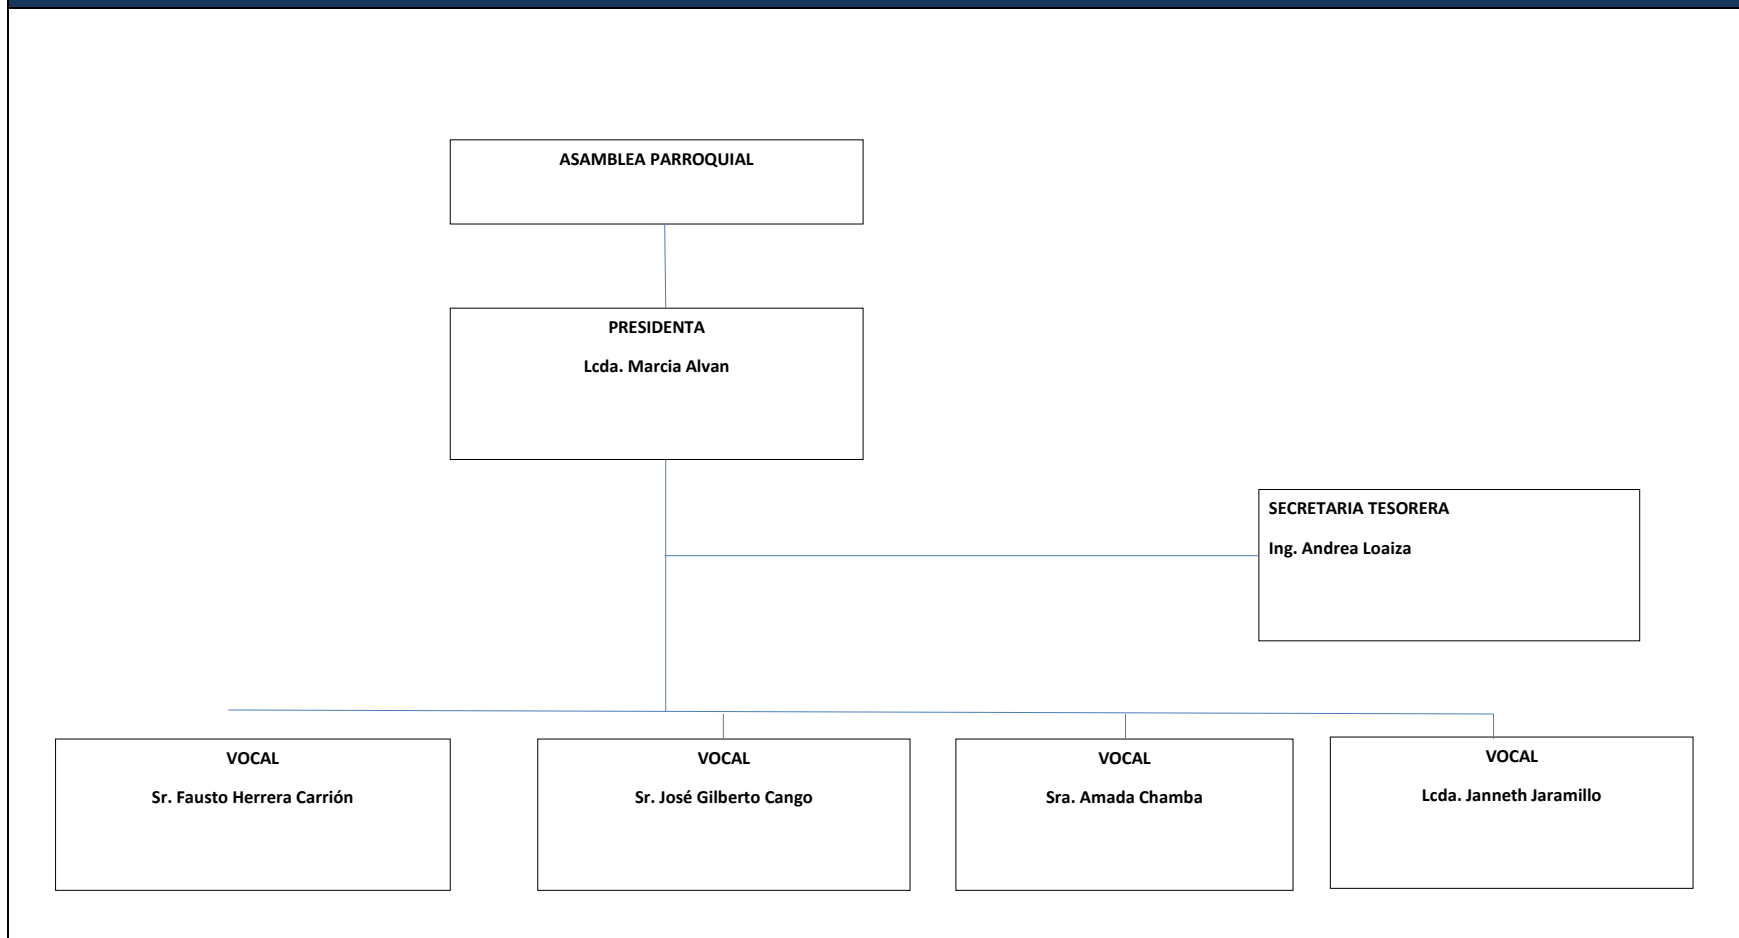 ASAMBLEA PARROQUIAL
PRESIDENTA
Lcda. Marcia Alvan
SECRETARIA TESORERA
Ing. Andrea Loaiza
VOCAL
Sr. Fausto Herrera Carrión
VOCAL
Sr. José Gilberto Cango
VOCAL
Sra. Amada Chamba
VOCAL
Lcda. Janneth Jaramillo